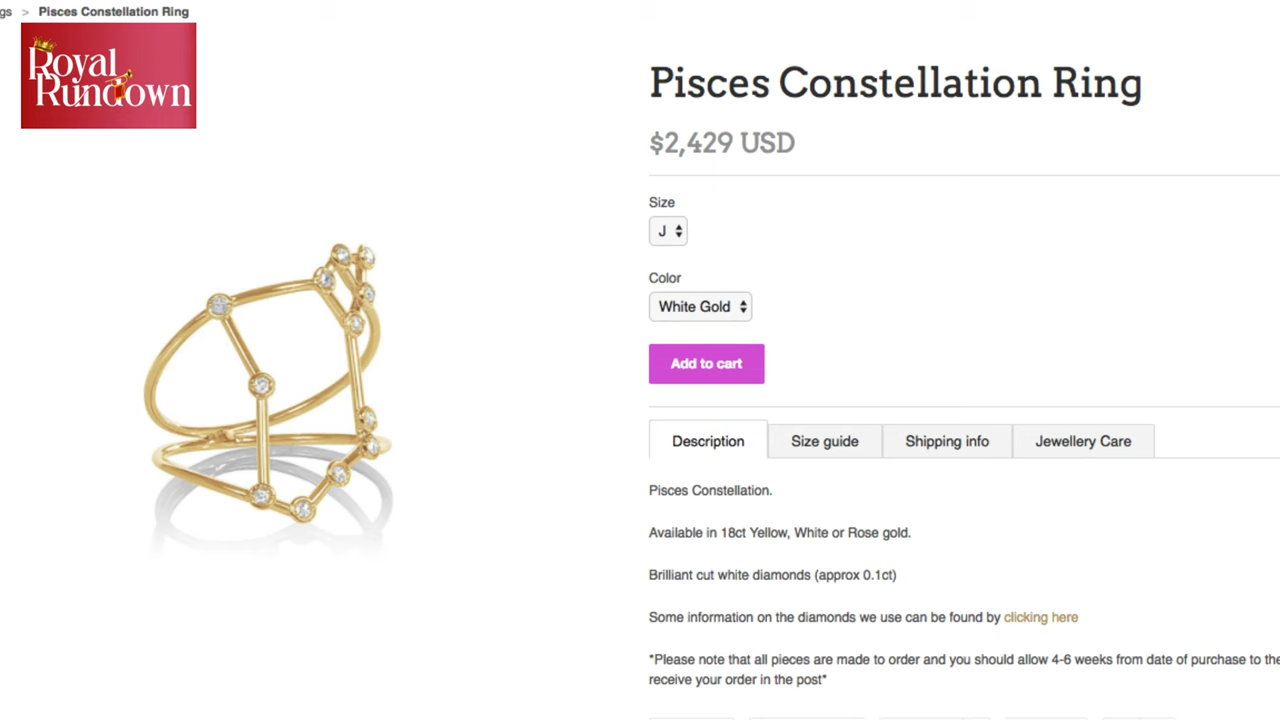 gs > Pisces Constellation Ring
Royal
Rundown
Pisces Constellation Ring
$2,429 USD
Size
J
Color
White Gold
Add to cart
Description Size guide Shipping info Jewellery Care
Pisces Constellation.
Available in 18ct Yellow, White or Rose gold.
Brilliant cut white diamonds (approx 0.1ct)
Some information on the diamonds we use can be found by clicking here
*Please note that all pieces are made to order and you should allow 4-6 weeks from date of purchase to the
receive your order in the post*